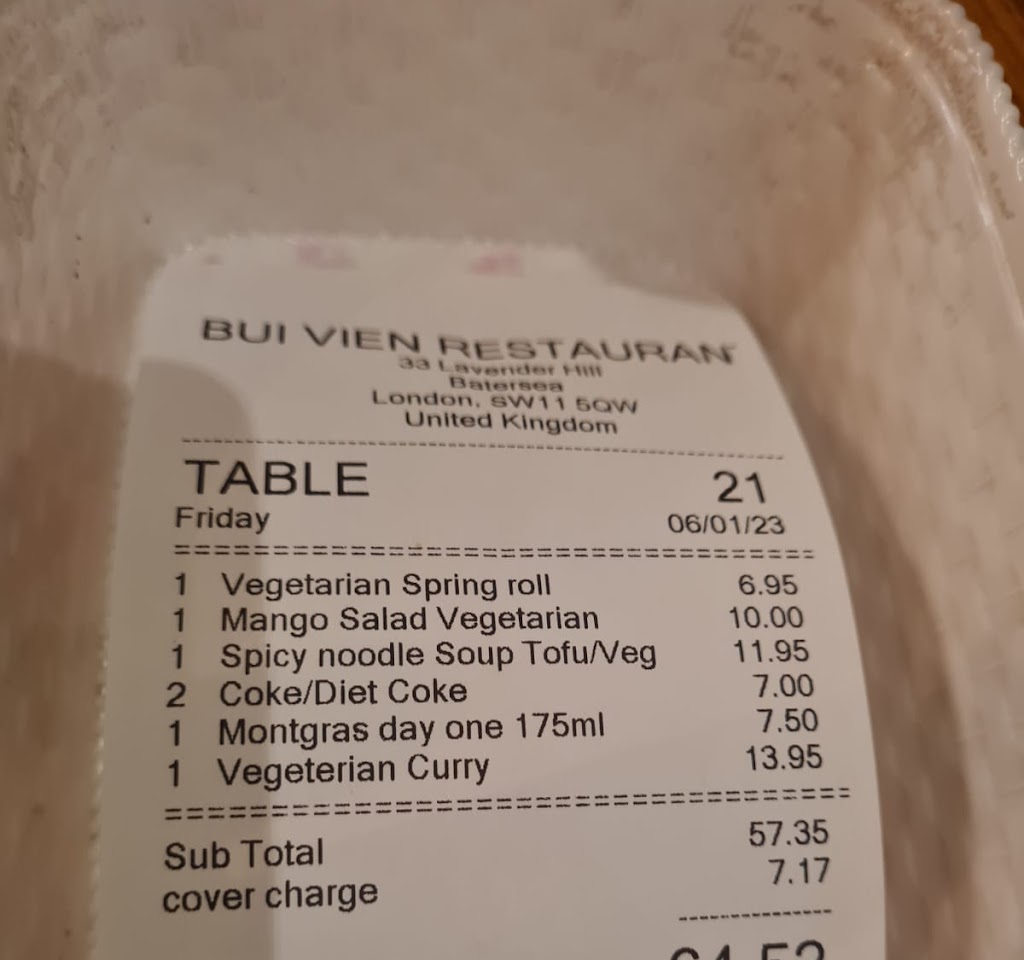 BUI VIEN RESTAURAN
33 Lavender Hill
Batersea
London, SW11 5QW
United Kingdom
TABLE 21
Friday 06/01/23
1 Vegetarian Spring roll 6.95
1 Mango Salad Vegetarian 10.00
1 Spicy noodle Soup Tofu/Veg 11.95
2 Coke/Diet Coke 7.00
1 Montgras day one 175ml 7.50
1 Vegeterian Curry 13.95
Sub Total 57.35
cover charge 7.17
64.52